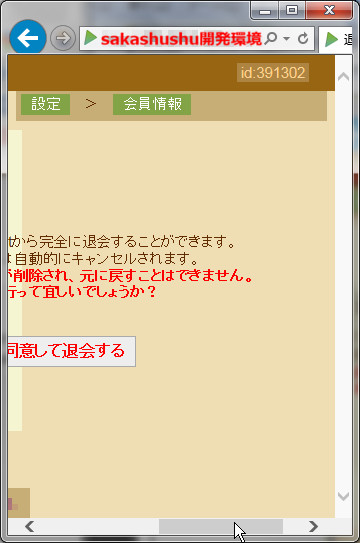 sakashushu開発環境
id:391302
設定 > 会員情報
から完全に退会することができます。
は自動的にキャンセルされます。
が削除され、元に戻すことはできません。
行って宜しいでしょうか？
同意して退会する